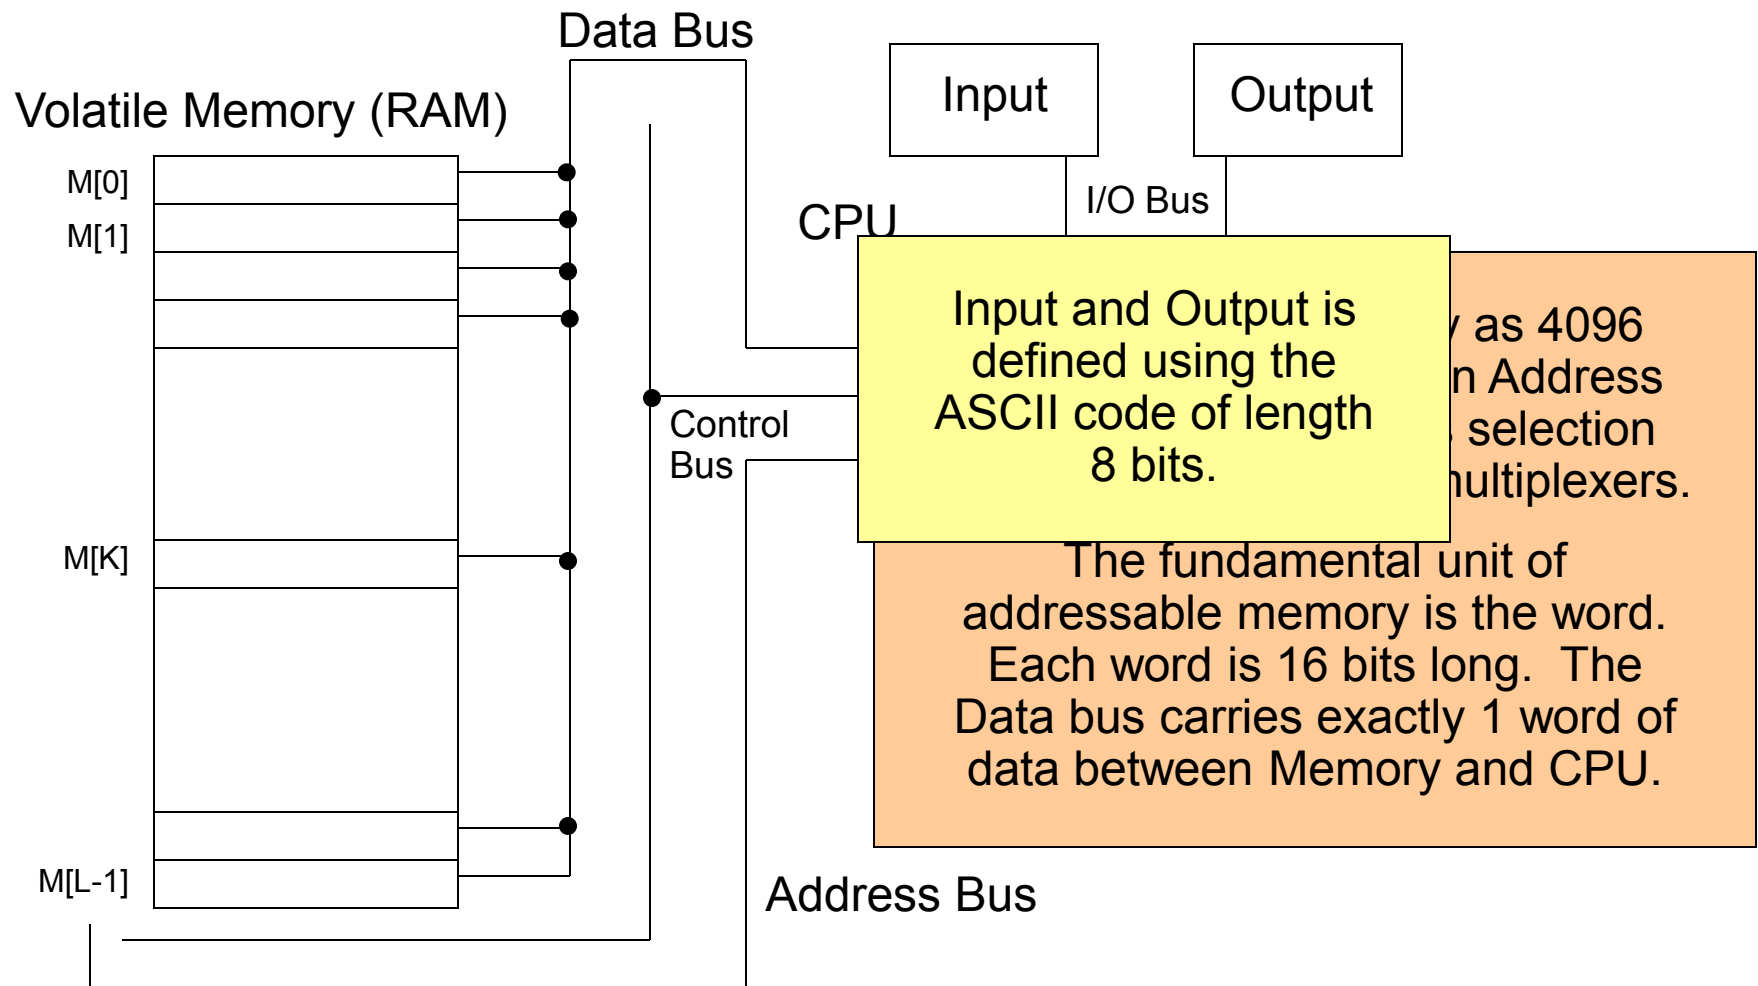 Data Bus
Input
Output
Volatile Memory (RAM)
M[0]
I/O Bus
M[1]
CPU
Input and Output is
defined using the
ASCII code of length
8 bits.
as 4096
Address
selection
Control
Bus
M[K]
The fundamental unit of
addressable memory is the word.
Each word is 16 bits long. The
Data bus carries exactly 1 word of
data between Memory and CPU.
M[L-1]
Address Bus